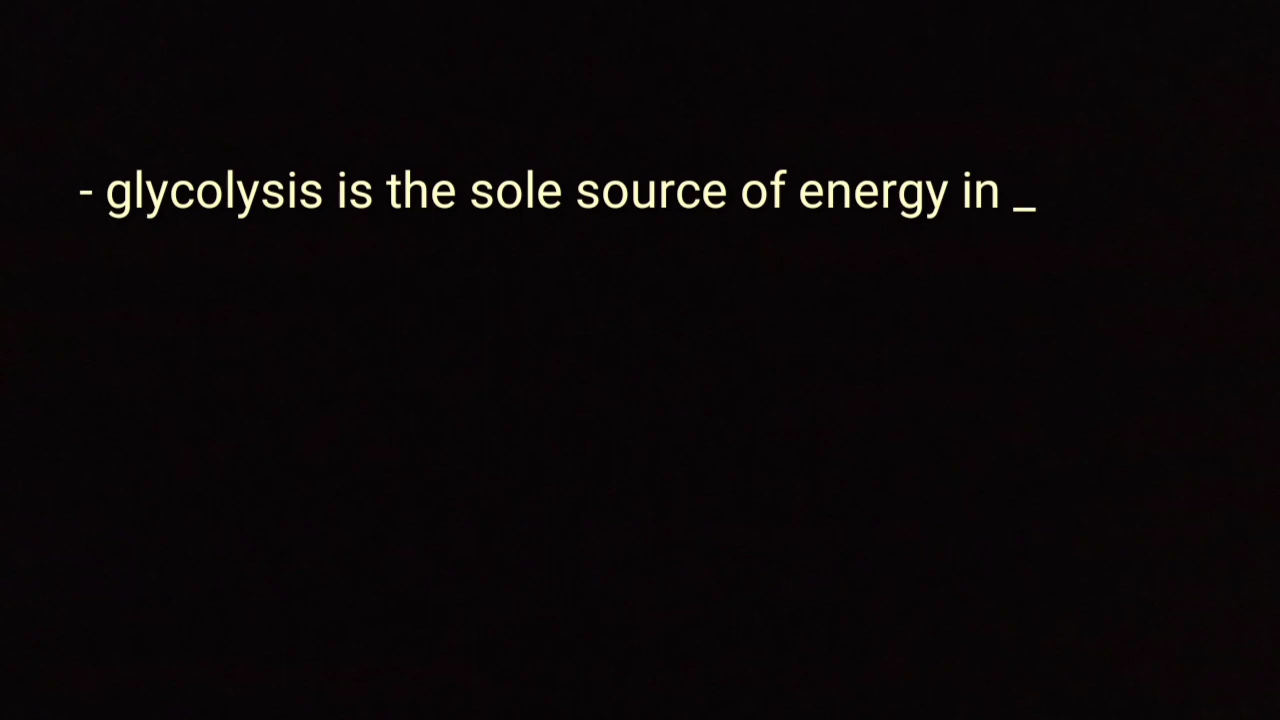 - glycolysis is the sole source of energy in _